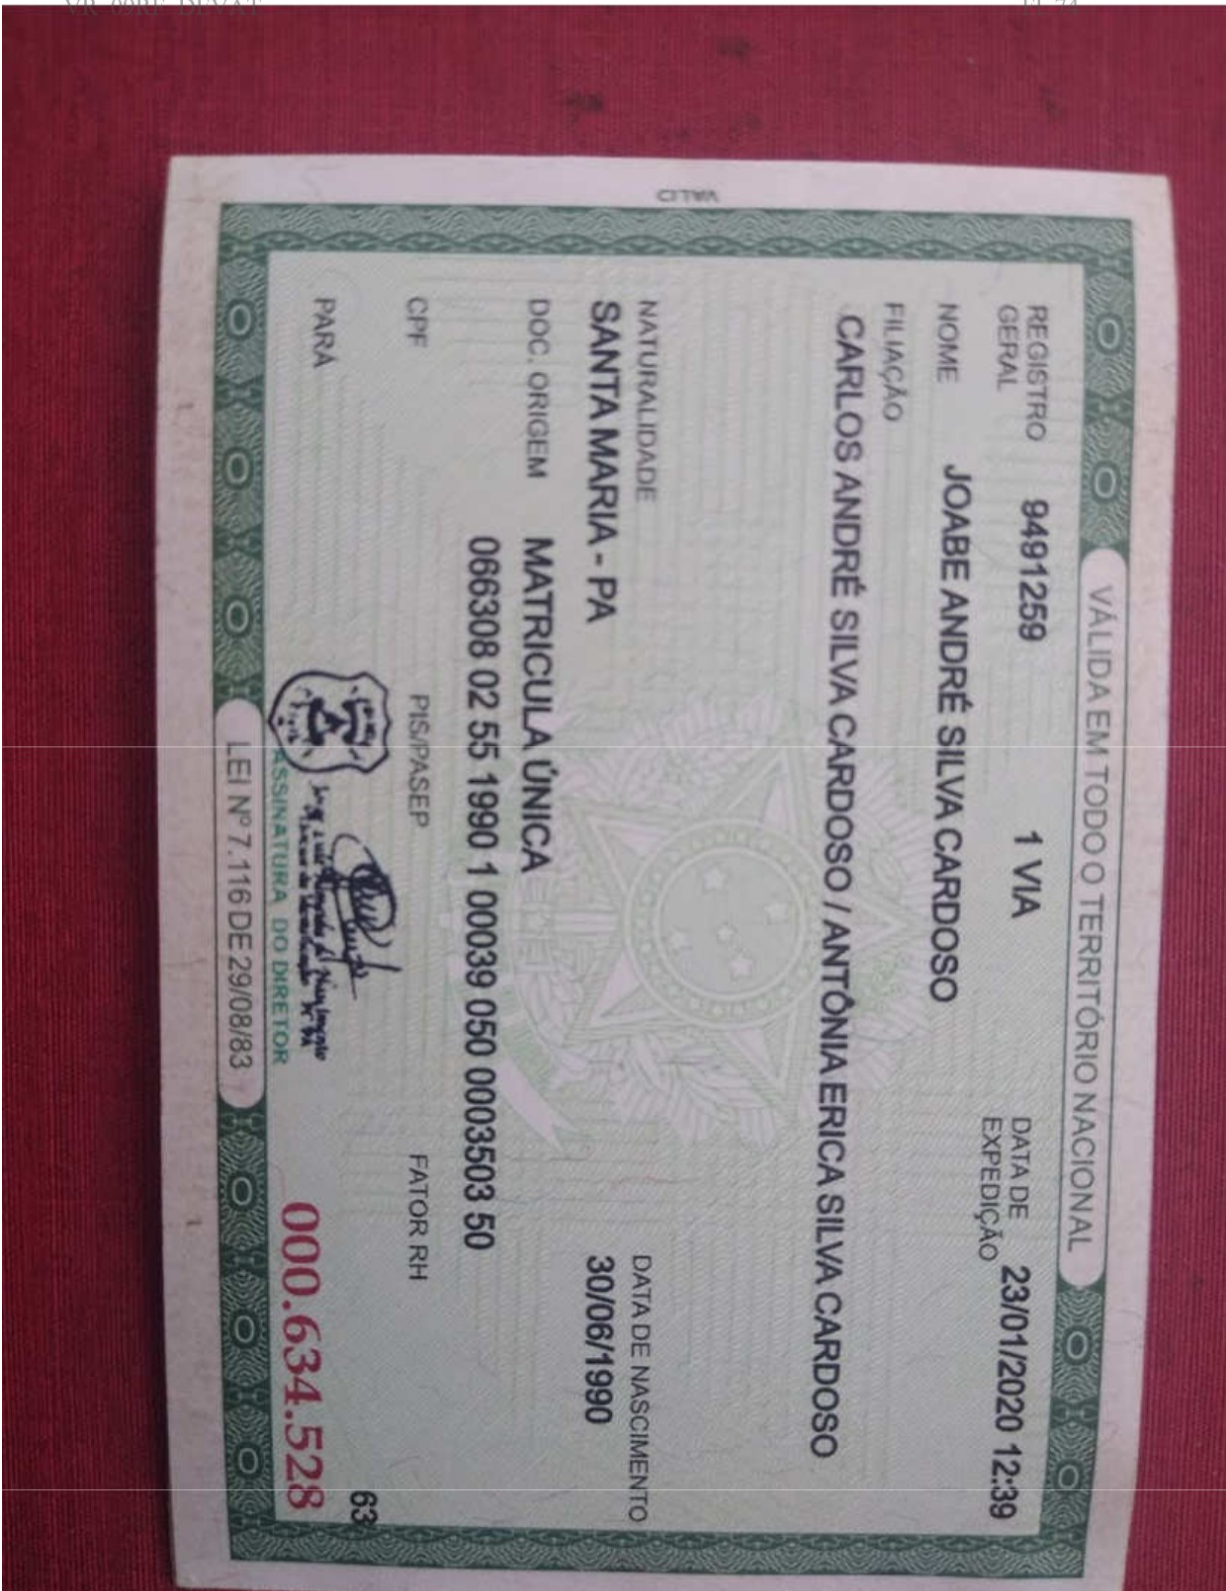 VÁLIDA EM TODO O TERRITÓRIO NACIONAL
REGISTRO GERAL 9491259 1 VIA DATA DE EXPEDIÇÃO 23/01/2020 12:39
NOME JOABE ANDRÉ SILVA CARDOSO
FILIAÇÃO
CARLOS ANDRÉ SILVA CARDOSO / ANTÔNIA ERICA SILVA CARDOSO
NATURALIDADE DATA DE NASCIMENTO
SANTA MARIA - PA 30/06/1990
DOC. ORIGEM MATRICULA ÚNICA
066308 02 55 1990 1 00039 050 0003503 50
CPF PIS/PASEP FATOR RH
63
PARÁ
000.634.528
ASSINATURA DO DIRETOR
LEI Nº 7.116 DE 29/08/83